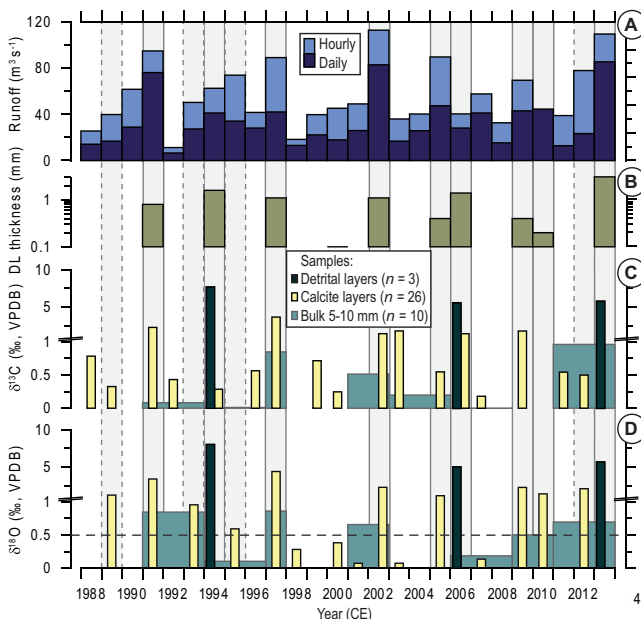 120
80
40
0
Runoff (m³ s⁻¹)
Hourly
Daily
A
1
0.1
DL thickness (mm)
B
Samples:
Detrital layers (n = 3)
Calcite layers (n = 26)
Bulk 5-10 mm (n = 10)
10
5
1
0.5
0
δ¹³C (‰, VPDB)
C
10
5
1
0.5
0
δ¹⁸O (‰, VPDB)
D
1988 1990 1992 1994 1996 1998 2000 2002 2004 2006 2008 2010 2012
Year (CE)
4